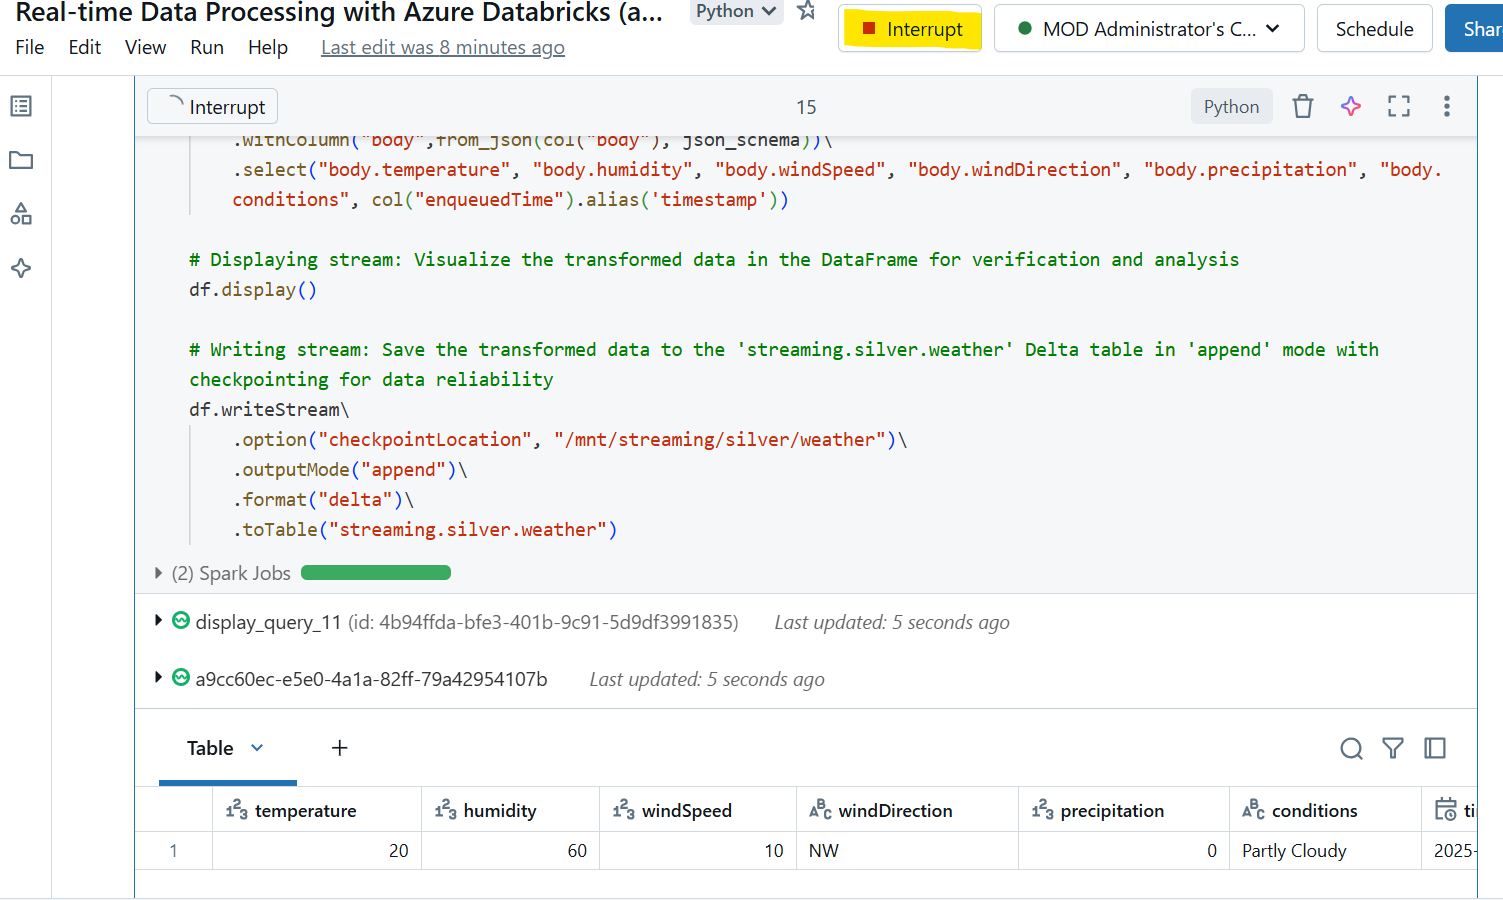 Real-time Data Processing with Azure Databricks (a...
Python
Interrupt
MOD Administrator's C...
Schedule
Shar
File Edit View Run Help Last edit was 8 minutes ago
Interrupt
15
Python
.withColumn("body",from_json(col("body"), json_schema))\
.select("body.temperature", "body.humidity", "body.windSpeed", "body.windDirection", "body.precipitation", "body.
conditions", col("enqueuedTime").alias('timestamp'))
# Displaying stream: Visualize the transformed data in the DataFrame for verification and analysis
df.display()
# Writing stream: Save the transformed data to the 'streaming.silver.weather' Delta table in 'append' mode with
checkpointing for data reliability
df.writeStream\
.option("checkpointLocation", "/mnt/streaming/silver/weather")\
.outputMode("append")\
.format("delta")\
.toTable("streaming.silver.weather")
(2) Spark Jobs
display_query_11 (id: 4b94ffda-bfe3-401b-9c91-5d9df3991835) Last updated: 5 seconds ago
a9cc60ec-e5e0-4a1a-82ff-79a42954107b Last updated: 5 seconds ago
Table +
123 temperature 123 humidity 123 windSpeed ABC windDirection 123 precipitation ABC conditions ti
1 20 60 10 NW 0 Partly Cloudy 2025-